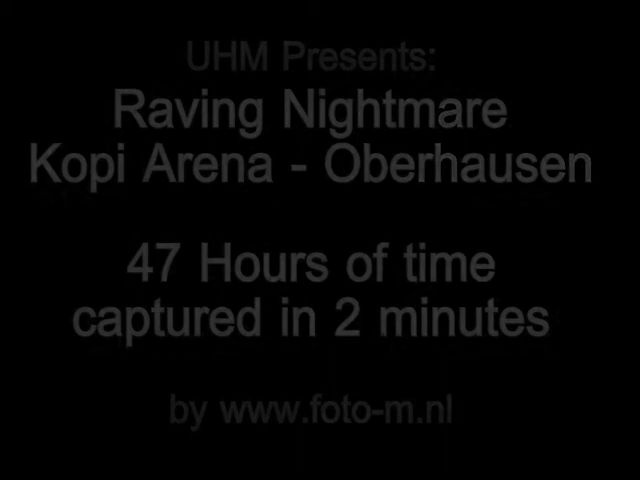 UHM Presents:
Raving Nightmare
Kopi Arena - Oberhausen
47 Hours of time
captured in 2 minutes
by www.foto-m.nl